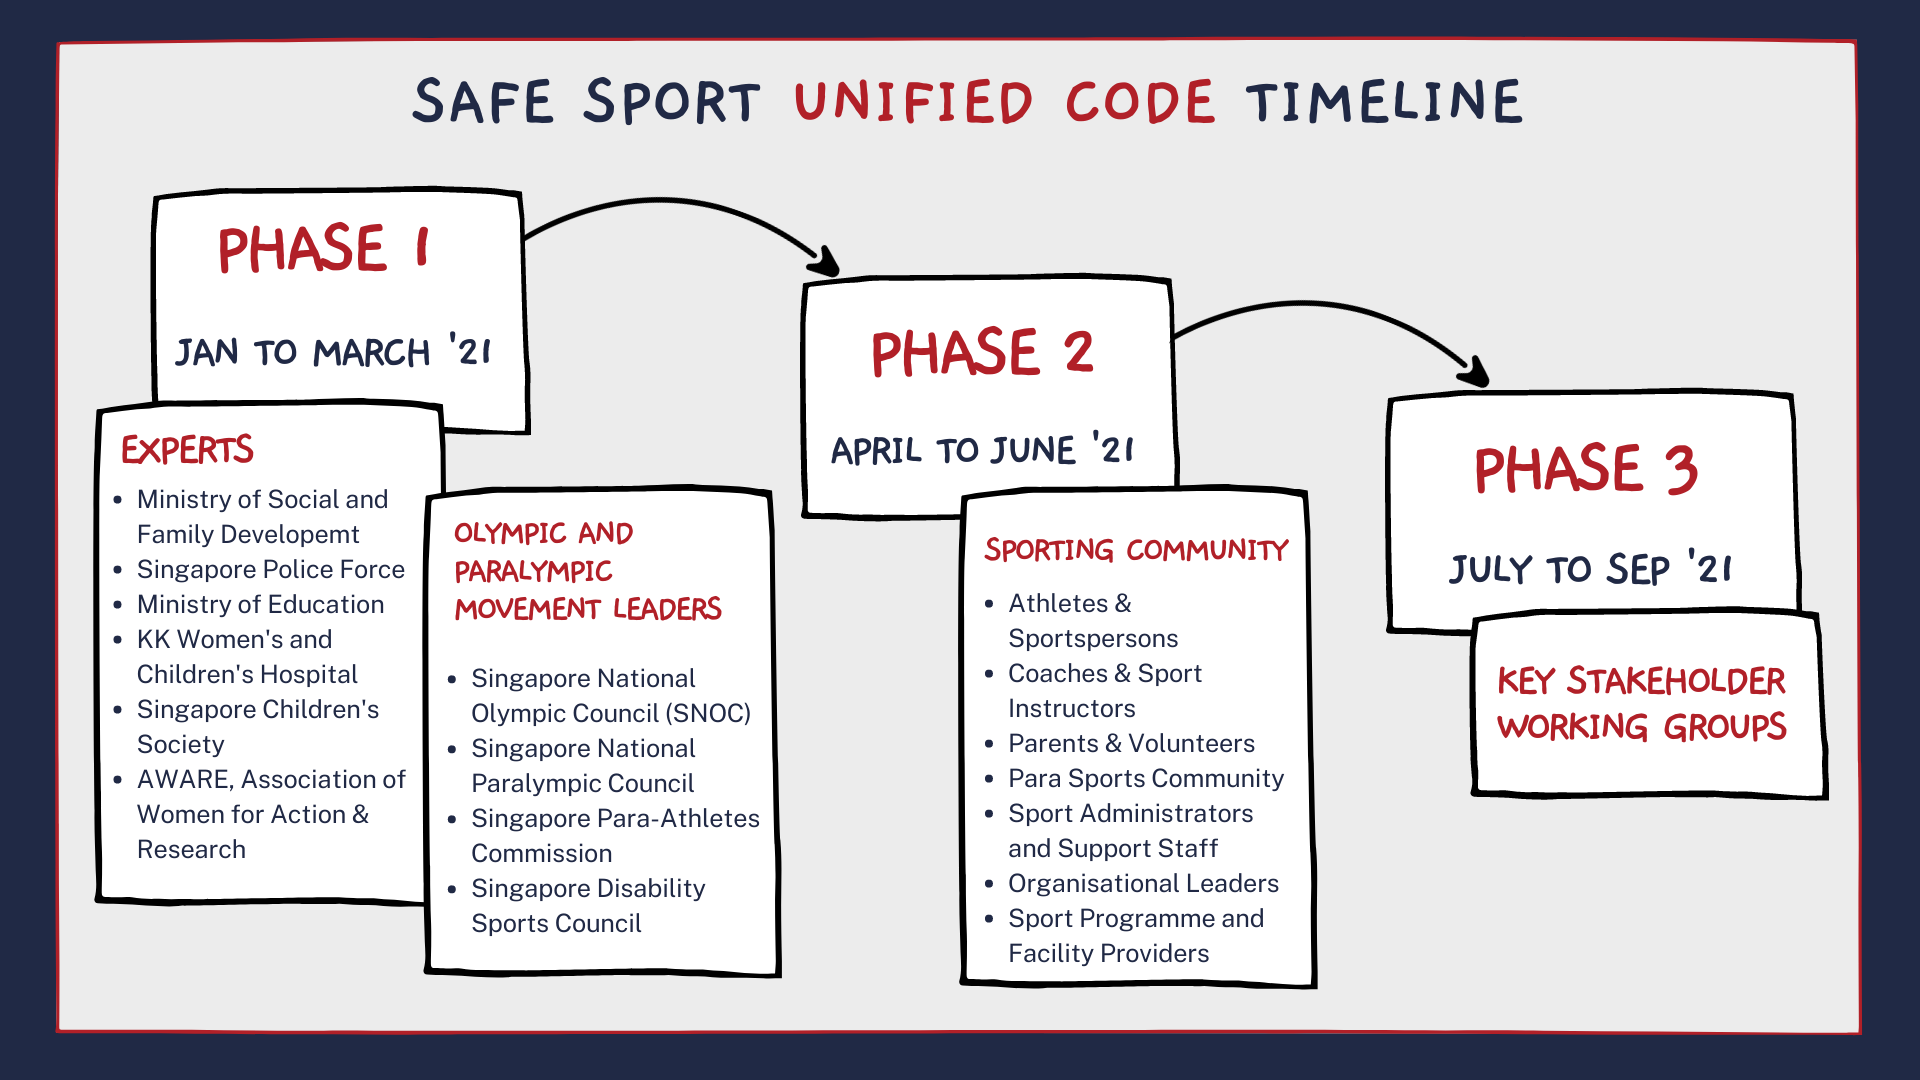 SAFE SPORT UNIFIED CODE TIMELINE
PHASE 1
JAN TO MARCH '21
EXPERTS
• Ministry of Social and
Family Developemt
• Singapore Police Force
• Ministry of Education
• KK Women's and
Children's Hospital
• Singapore Children's
Society
• AWARE, Association of
Women for Action &
Research
OLYMPIC AND
PARALYMPIC
MOVEMENT LEADERS
• Singapore National
Olympic Council (SNOC)
• Singapore National
Paralympic Council
• Singapore Para-Athletes
Commission
• Singapore Disability
Sports Council
PHASE 2
APRIL TO JUNE '21
SPORTING COMMUNITY
• Athletes &
Sportspersons
• Coaches & Sport
Instructors
• Parents & Volunteers
• Para Sports Community
• Sport Administrators
and Support Staff
• Organisational Leaders
• Sport Programme and
Facility Providers
PHASE 3
JULY TO SEP '21
KEY STAKEHOLDER
WORKING GROUPS